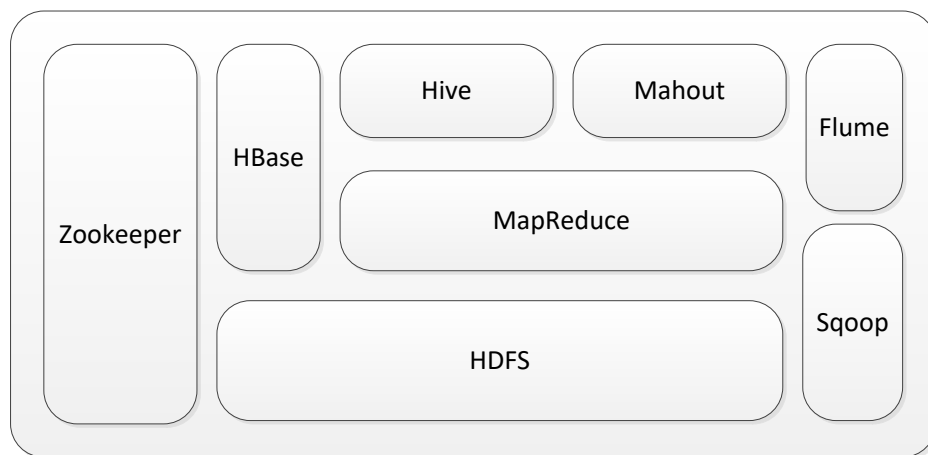 Zookeeper
HBase
Hive
Mahout
Flume
MapReduce
Sqoop
HDFS